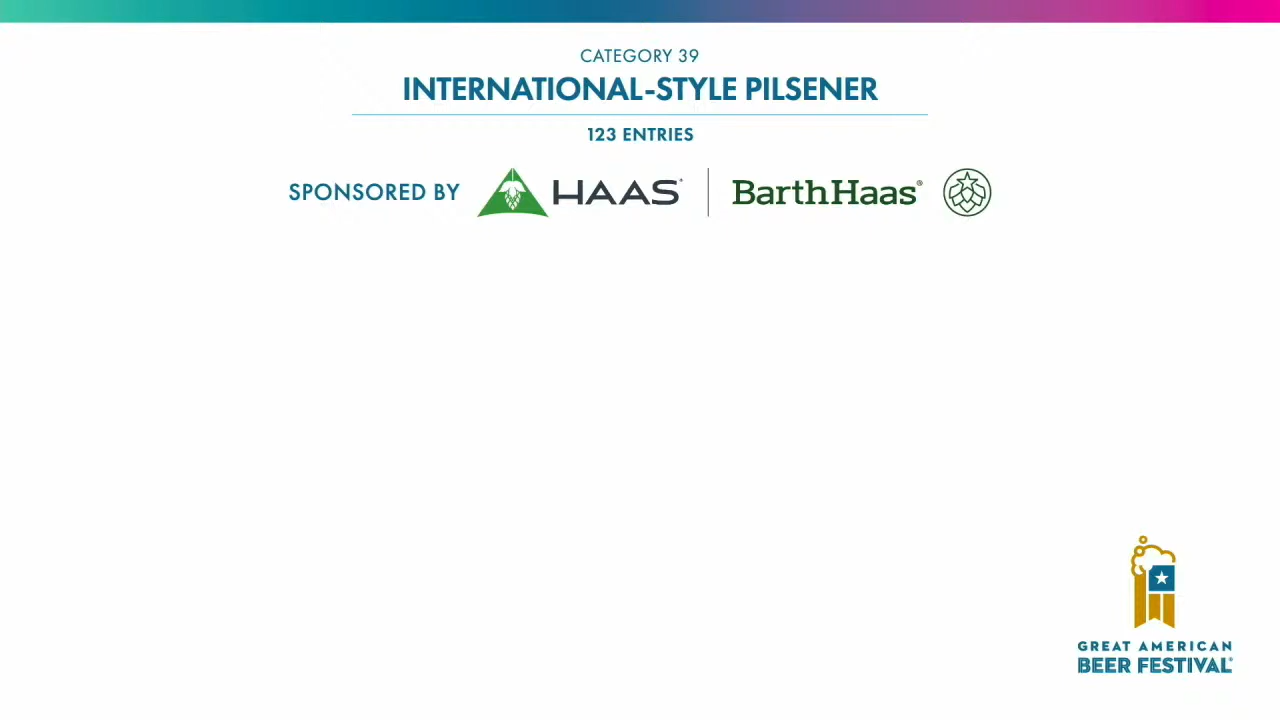 CATEGORY 39
INTERNATIONAL-STYLE PILSENER
123 ENTRIES
SPONSORED BY HAAS® BarthHaas®
GREAT AMERICAN
BEER FESTIVAL®